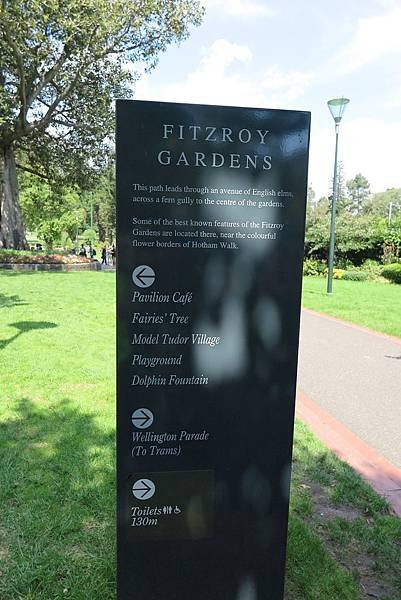 FITZROY
GARDENS
This path leads through an avenue of English elms,
across a fern gully to the centre of the gardens.
Some of the best known features of the Fitzroy
Gardens are located there, near the colourful
flower borders of Hotham Walk.
Pavilion Café
Fairies' Tree
Model Tudor Village
Playground
Dolphin Fountain
Wellington Parade
(To Trams)
Toilets
130m